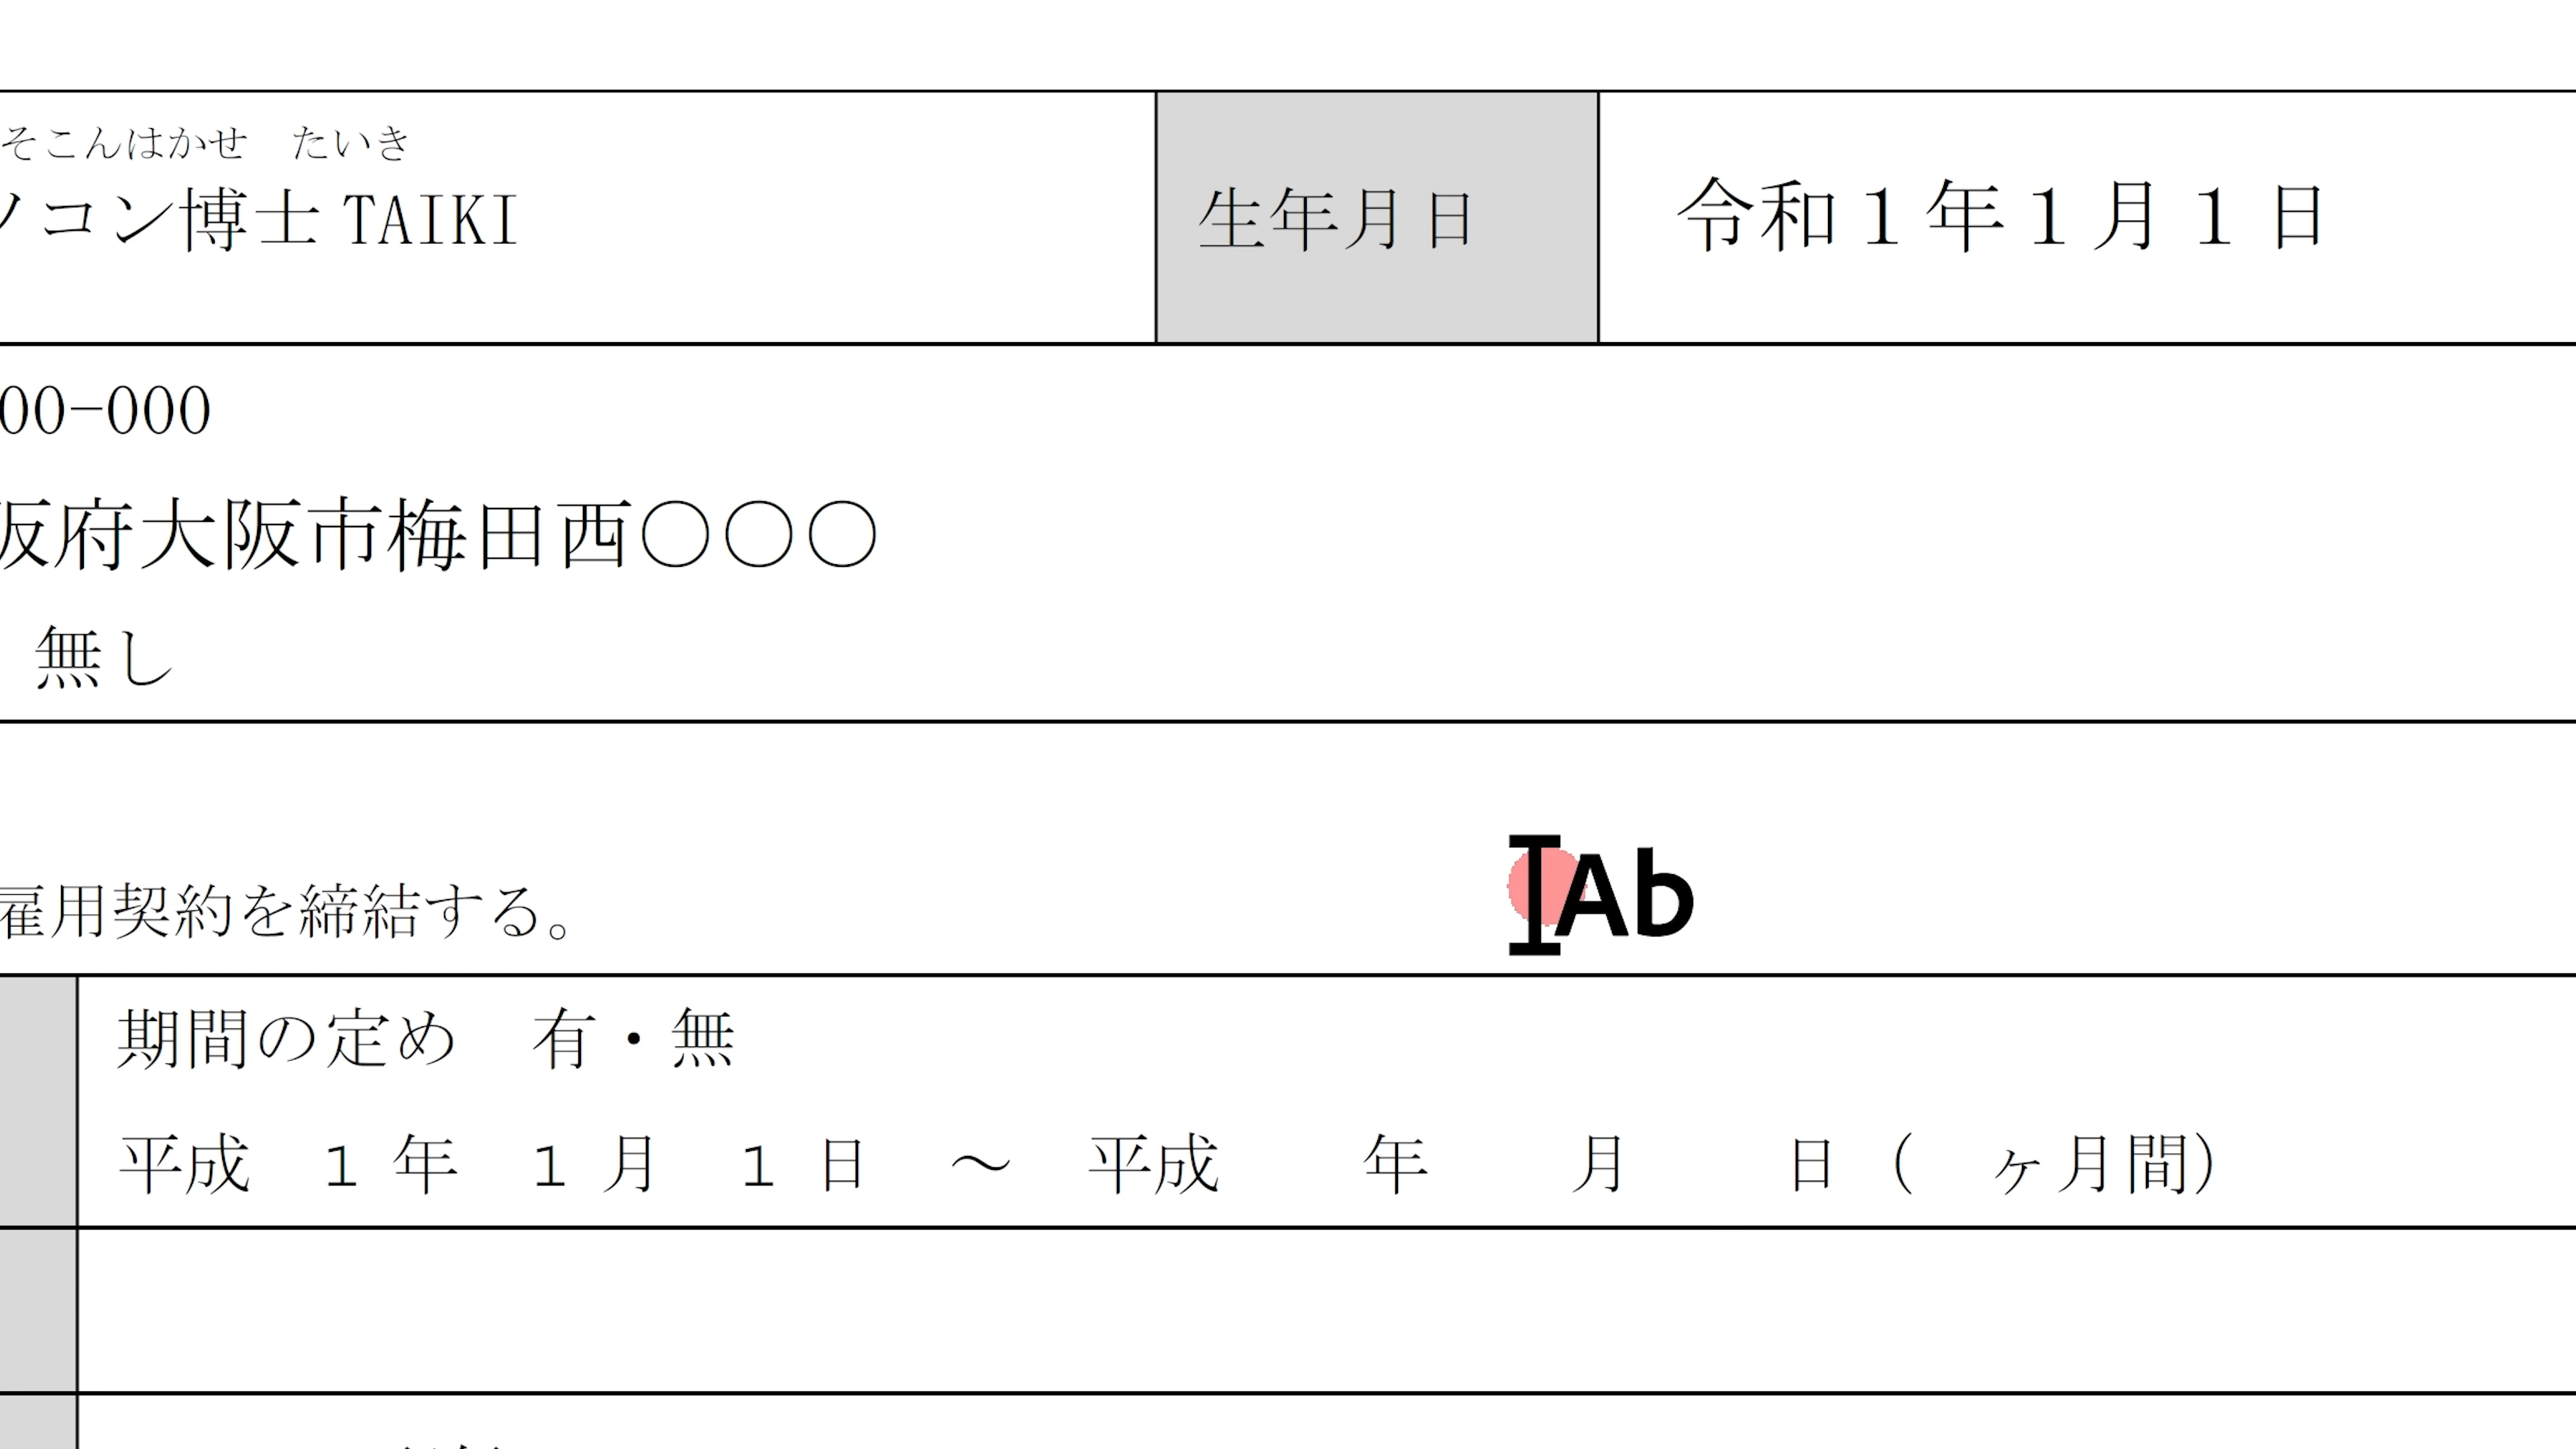 そこんはかせ　たいき
ソコン博士 TAIKI
生年月日
令和1年1月1日
00-000
阪府大阪市梅田西〇〇〇
無し
雇用契約を締結する。
Ab
期間の定め　有・無
平成　1 年　1 月　1 日　～　平成　　年　　月　　日（　ヶ月間）